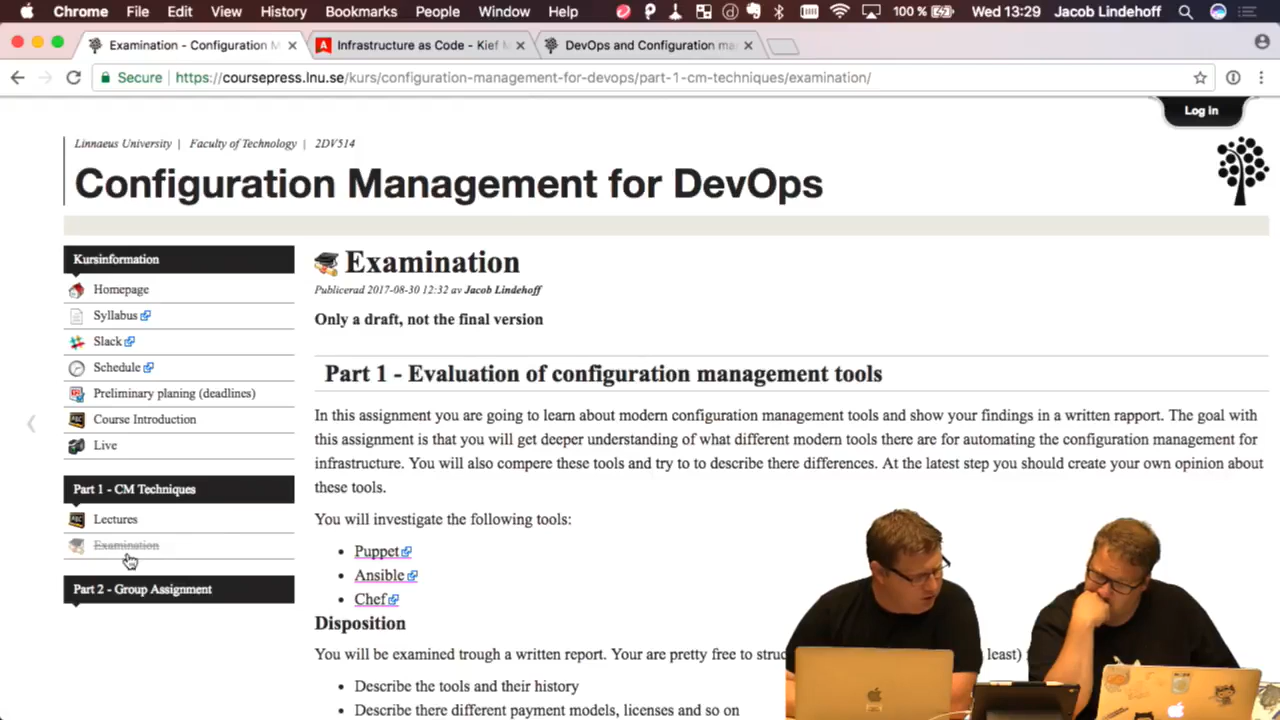 Chrome File Edit View History Bookmarks People Window Help 100 % Wed 13:29 Jacob Lindehoff
Examination - Configuration M
Infrastructure as Code - Kief M
DevOps and Configuration ma
Secure https://coursepress.lnu.se/kurs/configuration-management-for-devops/part-1-cm-techniques/examination/
Log in
Linnaeus University | Faculty of Technology | 2DV514
Configuration Management for DevOps
Kursinformation
Homepage
Syllabus
Slack
Schedule
Preliminary planing (deadlines)
Course Introduction
Live
Part 1 - CM Techniques
Lectures
Examination
Part 2 - Group Assignment
Examination
Publicerad 2017-08-30 12:32 av Jacob Lindehoff
Only a draft, not the final version
Part 1 - Evaluation of configuration management tools
In this assignment you are going to learn about modern configuration management tools and show your findings in a written rapport. The goal with
this assignment is that you will get deeper understanding of what different modern tools there are for automating the configuration management for
infrastructure. You will also compere these tools and try to to describe there differences. At the latest step you should create your own opinion about
these tools.
You will investigate the following tools:
• Puppet
• Ansible
• Chef
Disposition
You will be examined trough a written report. Your are pretty free to struc least)
• Describe the tools and their history
• Describe there different payment models, licenses and so on